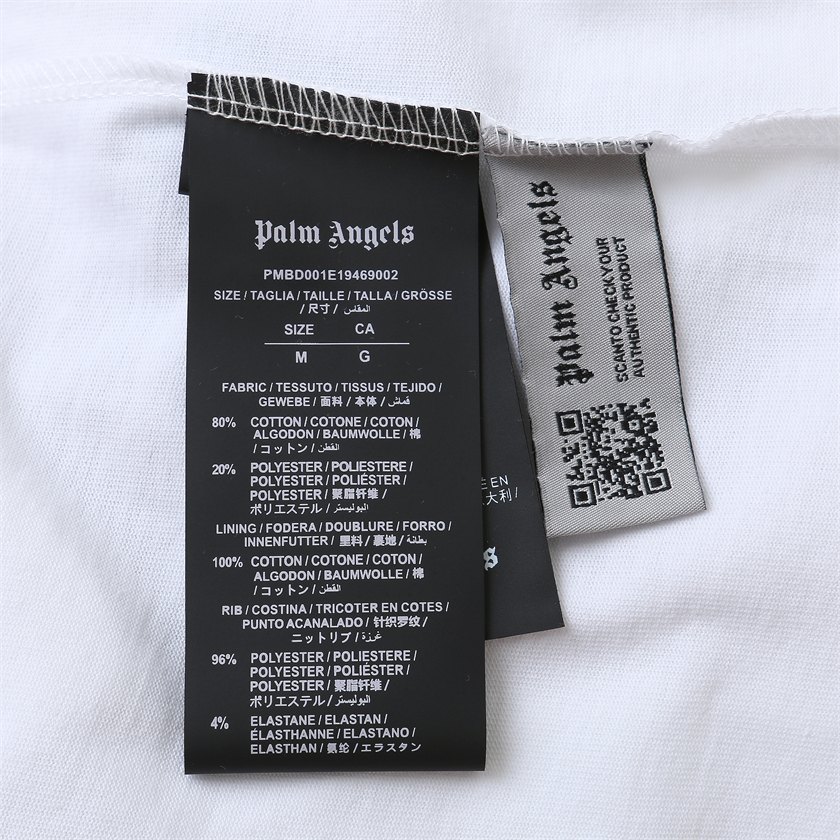 Palm Angels
PMBD001E19469002
SIZE / TAGLIA / TAILLE / TALLA / GRÖSSE
/ 尺寸 / المقاس
SIZE CA
M G
FABRIC / TESSUTO / TISSUS / TEJIDO /
GEWEBE / 面料 / 本体 / قماش
80% COTTON / COTONE / COTON /
ALGODON / BAUMWOLLE / 棉
/ コットン / القطن
20% POLYESTER / POLIESTERE /
POLYESTER / POLIÉSTER /
POLYESTER / 聚脂纤维 /
ポリエステル / البوليستر
LINING / FODERA / DOUBLURE / FORRO /
INNENFUTTER / 里料 / 裏地 / بطانة
100% COTTON / COTONE / COTON /
ALGODON / BAUMWOLLE / 棉
/ コットン / القطن
RIB / COSTINA / TRICOTER EN COTES /
PUNTO ACANALADO / 针织罗纹 /
ニットリブ / غرزة
96% POLYESTER / POLIESTERE /
POLYESTER / POLIÉSTER /
POLYESTER / 聚脂纤维 /
ポリエステル / البوليستر
4% ELASTANE / ELASTAN /
ÉLASTHANNE / ELASTANO /
ELASTHAN / 氨纶 / エラスタン
Palm Angels
SCAN TO CHECK YOUR
AUTHENTIC PRODUCT
EN
大利 /
s